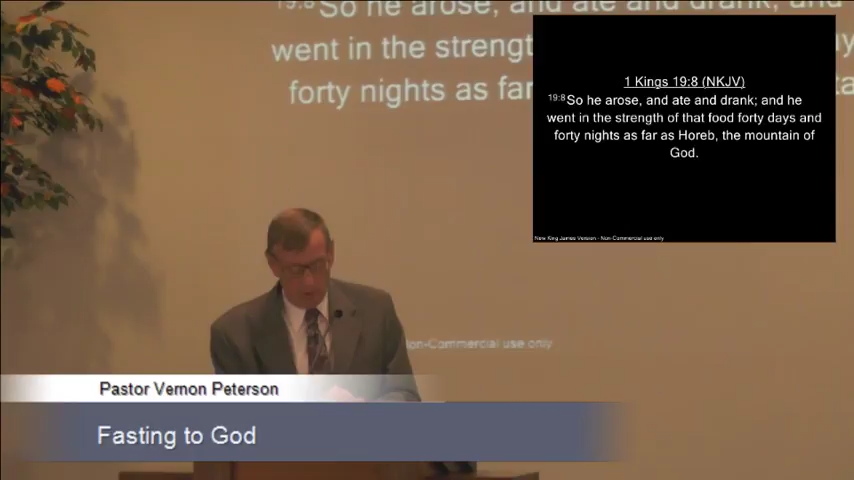 19:8 So he arose, and ate and drank; and
went in the strengt
forty nights as far
1 Kings 19:8 (NKJV)
19:8 So he arose, and ate and drank; and he
went in the strength of that food forty days and
forty nights as far as Horeb, the mountain of
God.
New King James Version - Non-Commercial use only
Non-Commercial use only
Pastor Vernon Peterson
Fasting to God